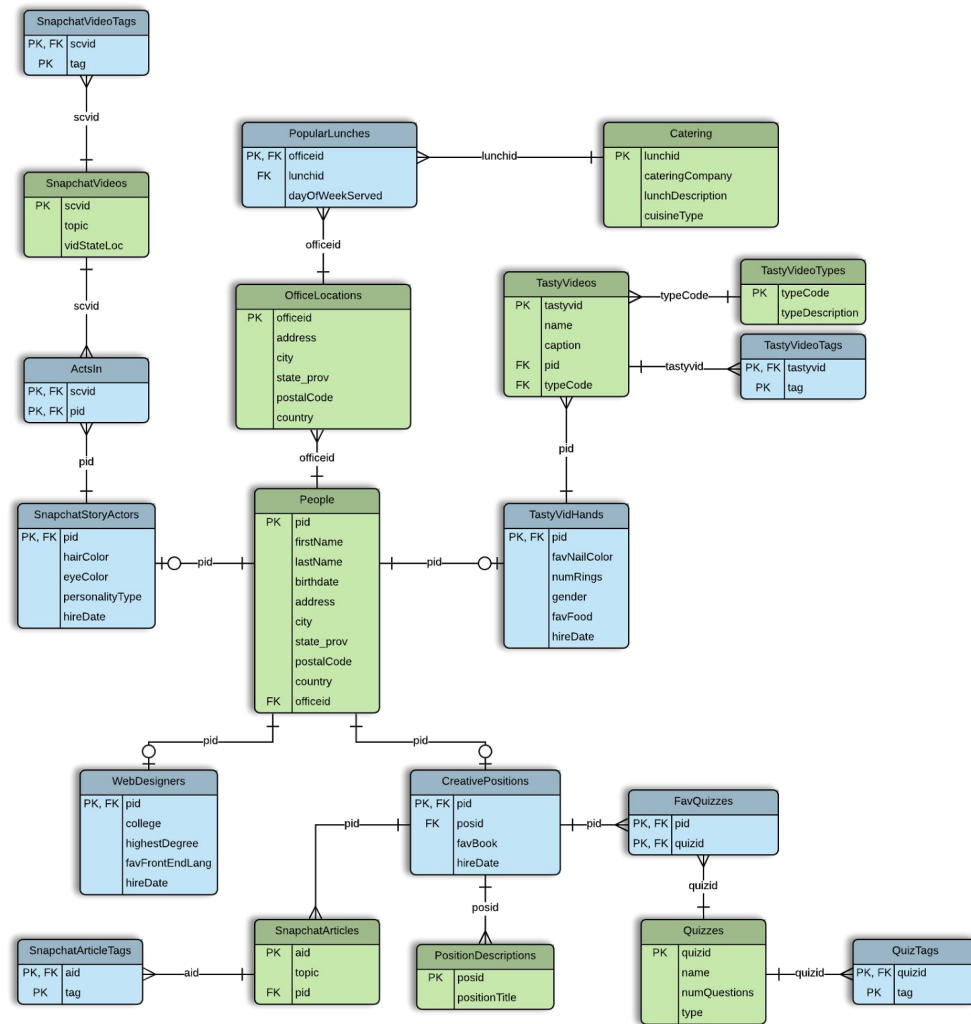 SnapchatVideoTags
PK, FK scvid
PK tag
scvid
SnapchatVideos
PK scvid
topic
vidStateLoc
scvid
ActsIn
PK, FK scvid
PK, FK pid
pid
SnapchatStoryActors
PK, FK pid
hairColor
eyeColor
personalityType
hireDate
pid
PopularLunches
PK, FK officeid
FK lunchid
dayOfWeekServed
lunchid
Catering
PK lunchid
cateringCompany
lunchDescription
cuisineType
officeid
OfficeLocations
PK officeid
address
city
state_prov
postalCode
country
officeid
People
PK pid
firstName
lastName
birthdate
address
city
state_prov
postalCode
country
FK officeid
TastyVideos
PK tastyvid
name
caption
FK pid
FK typeCode
typeCode
TastyVideoTypes
PK typeCode
typeDescription
tastyvid
TastyVideoTags
PK, FK tastyvid
PK tag
pid
pid
TastyVidHands
PK, FK pid
favNailColor
numRings
gender
favFood
hireDate
pid
WebDesigners
PK, FK pid
college
highestDegree
favFrontEndLang
hireDate
pid
CreativePositions
PK, FK pid
FK posid
favBook
hireDate
pid
FavQuizzes
PK, FK pid
PK, FK quizid
quizid
pid
posid
SnapchatArticleTags
PK, FK aid
PK tag
aid
SnapchatArticles
PK aid
topic
FK pid
PositionDescriptions
PK posid
positionTitle
Quizzes
PK quizid
name
numQuestions
type
quizid
QuizTags
PK, FK quizid
PK tag